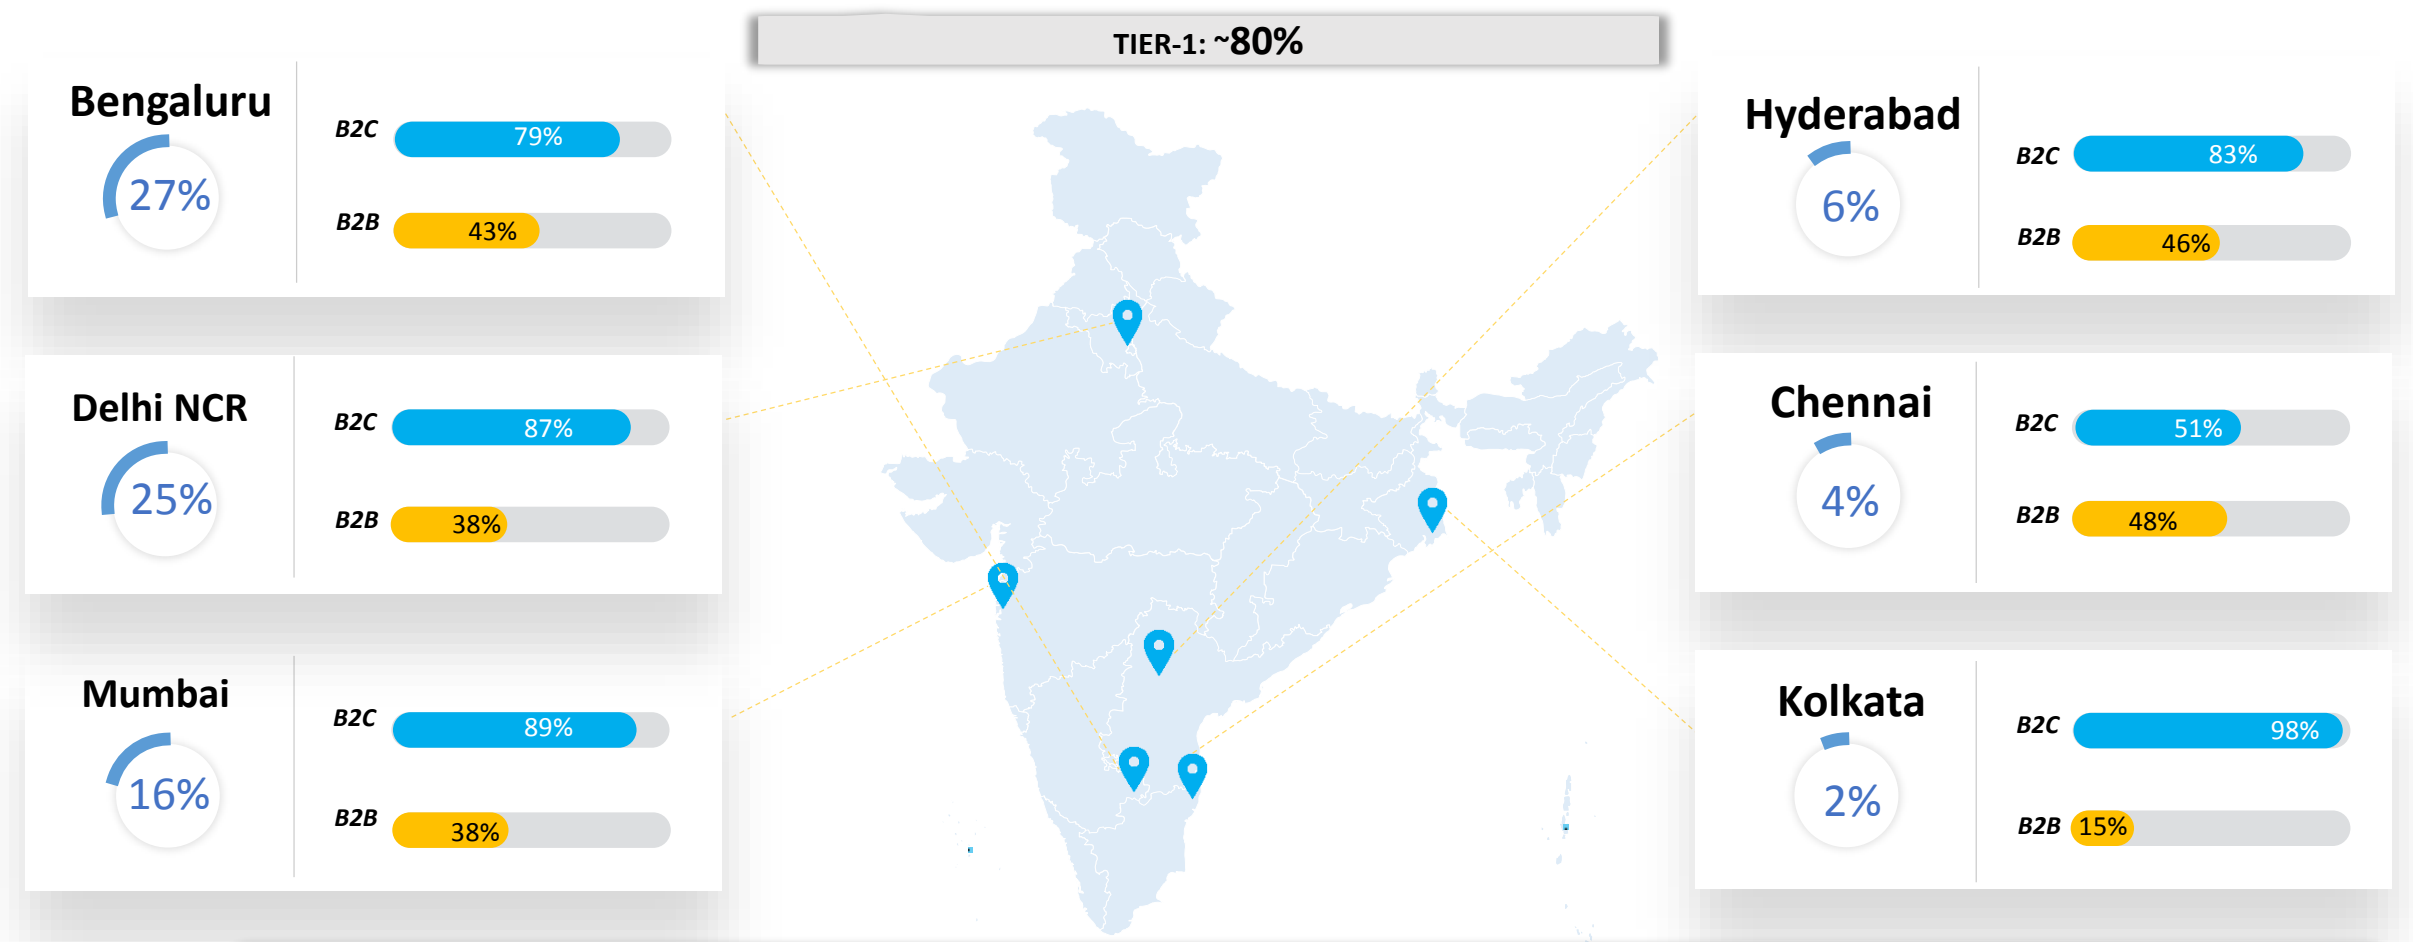 TIER-1: ~80%
Bengaluru
27%
B2C 79%
B2B 43%
Delhi NCR
25%
B2C 87%
B2B 38%
Mumbai
16%
B2C 89%
B2B 38%
Hyderabad
6%
B2C 83%
B2B 46%
Chennai
4%
B2C 51%
B2B 48%
Kolkata
2%
B2C 98%
B2B 15%